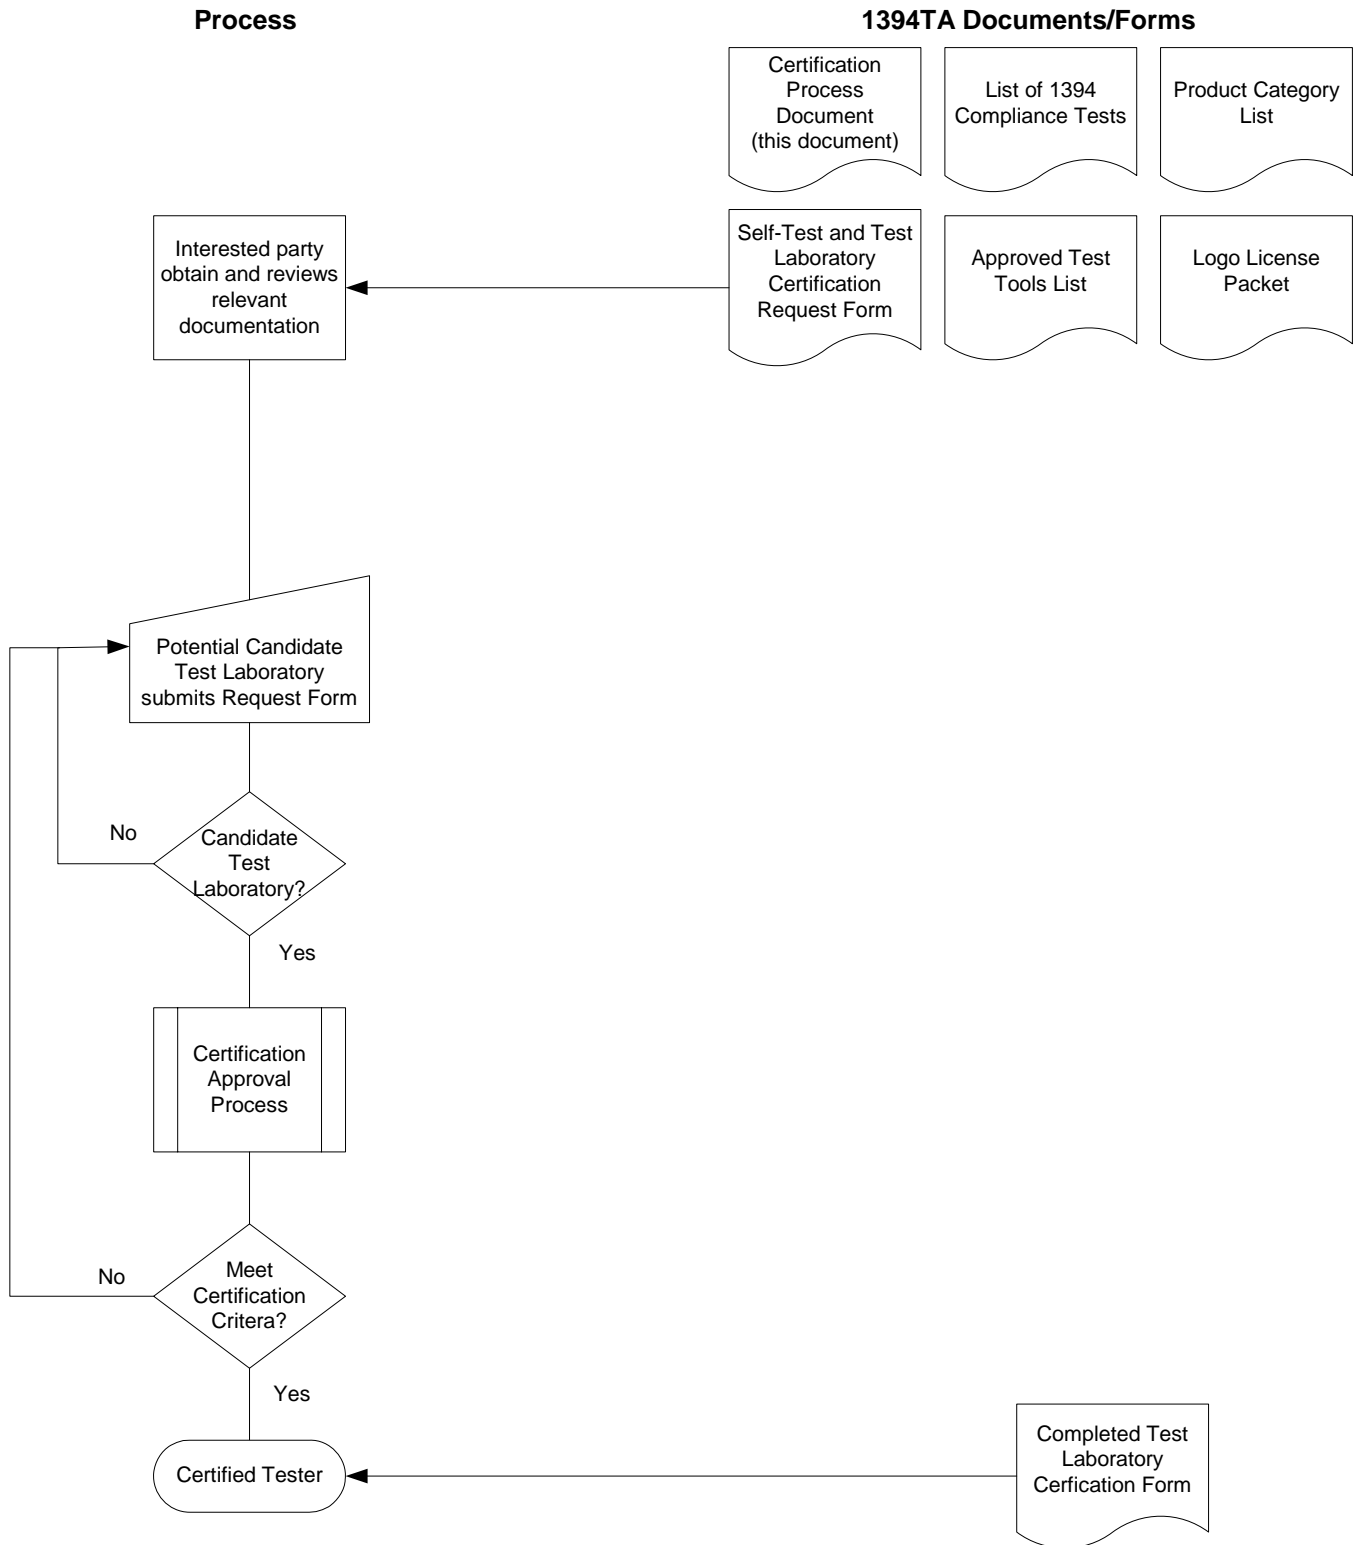 Process
1394TA Documents/Forms
Certification
Process
Document
(this document)
List of 1394
Compliance Tests
Product Category
List
Self-Test and Test
Laboratory
Certification
Request Form
Approved Test
Tools List
Logo License
Packet
Interested party
obtain and reviews
relevant
documentation
Potential Candidate
Test Laboratory
submits Request Form
No
Candidate
Test
Laboratory?
Yes
Certification
Approval
Process
No
Meet
Certification
Critera?
Yes
Certified Tester
Completed Test
Laboratory
Cerfication Form